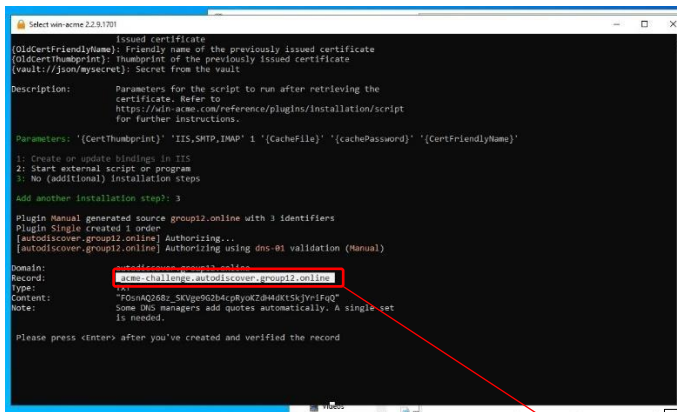 Select win-acme 2.2.9.1701
issued certificate
{OldCertFriendlyName}: Friendly name of the previously issued certificate
{OldCertThumbprint}: Thumbprint of the previously issued certificate
{vault://json/mysecret}: Secret from the vault
Description: Parameters for the script to run after retrieving the
certificate. Refer to
https://win-acme.com/reference/plugins/installation/script
for further instructions.
Parameters: '{CertThumbprint}' 'IIS,SMTP,IMAP' 1 '{CacheFile}' '{cachePassword}' '{CertFriendlyName}'
1: Create or update bindings in IIS
2: Start external script or program
3: No (additional) installation steps
Add another installation step?: 3
Plugin Manual generated source group12.online with 3 identifiers
Plugin Single created 1 order
[autodiscover.group12.online] Authorizing...
[autodiscover.group12.online] Authorizing using dns-01 validation (Manual)
Domain: autodiscover.group12.online
Record: _acme-challenge.autodiscover.group12.online
Type: TXT
Content:
Note: Some DNS managers add quotes automatically. A single set
is needed.
Please press <Enter> after you've created and verified the record
Videos